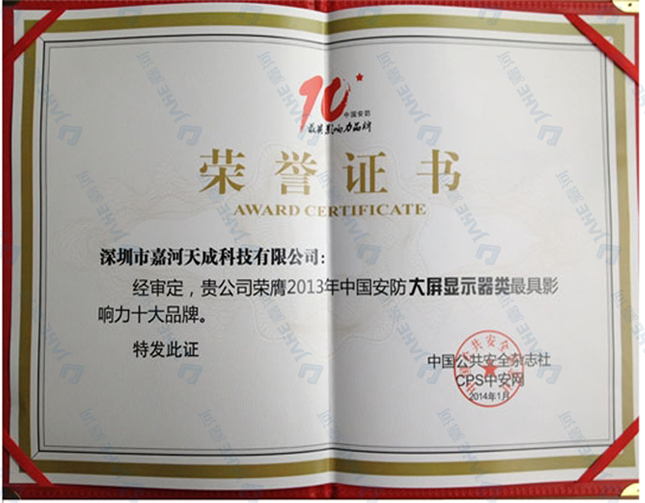 10
中国安防
最具影响力品牌
荣誉证书
AWARD CERTIFICATE
深圳市嘉河天成科技有限公司：
经审定，贵公司荣膺2013年中国安防大屏显示器类最具影
响力十大品牌。
特发此证
中国公共安全杂志社
CPS中安网
2014年1月